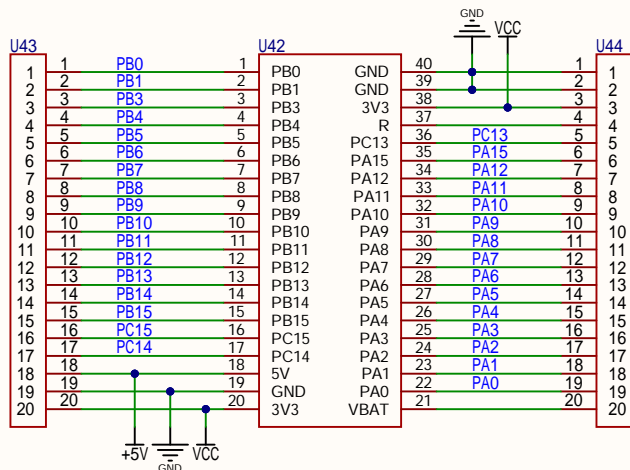 GND
VCC
U43 U42 U44
1 1 PB0 1 PB0 GND 40 1 1
2 2 PB1 2 PB1 GND 39 2 2
3 3 PB3 3 PB3 3V3 38 3 3
4 4 PB4 4 PB4 R 37 4 4
5 5 PB5 5 PB5 PC13 36 PC13 5 5
6 6 PB6 6 PB6 PA15 35 PA15 6 6
7 7 PB7 7 PB7 PA12 34 PA12 7 7
8 8 PB8 8 PB8 PA11 33 PA11 8 8
9 9 PB9 9 PB9 PA10 32 PA10 9 9
10 10 PB10 10 PB10 PA9 31 PA9 10 10
11 11 PB11 11 PB11 PA8 30 PA8 11 11
12 12 PB12 12 PB12 PA7 29 PA7 12 12
13 13 PB13 13 PB13 PA6 28 PA6 13 13
14 14 PB14 14 PB14 PA5 27 PA5 14 14
15 15 PB15 15 PB15 PA4 26 PA4 15 15
16 16 PC15 16 PC15 PA3 25 PA3 16 16
17 17 PC14 17 PC14 PA2 24 PA2 17 17
18 18 18 5V PA1 23 PA1 18 18
19 19 19 GND PA0 22 PA0 19 19
20 20 20 3V3 VBAT 21 20 20
+5V GND VCC